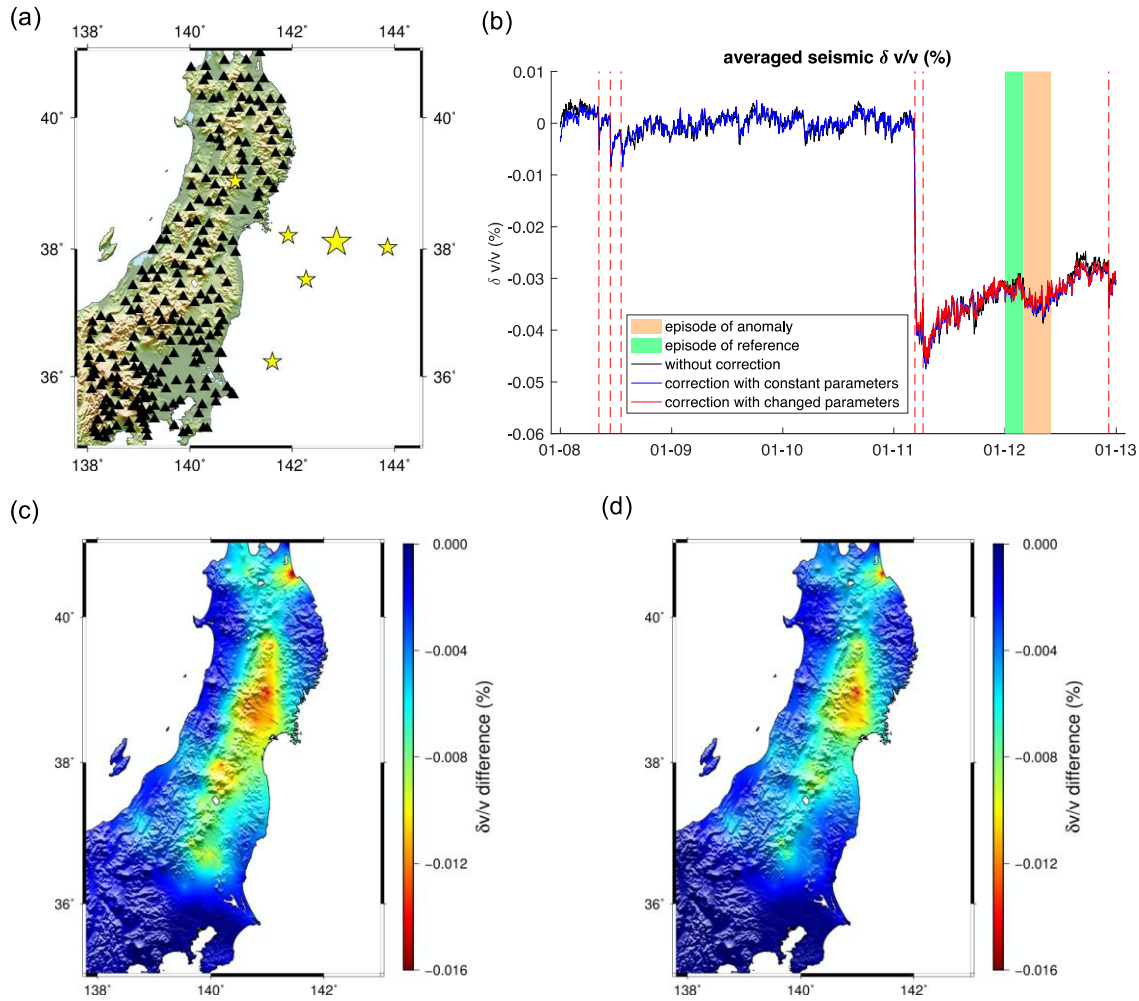 (a)
138˚ 140˚ 142˚ 144˚
40˚ 40˚
38˚ 38˚
36˚ 36˚
138˚ 140˚ 142˚ 144˚
(b)
averaged seismic δ v/v (%)
δ v/v (%)
0.01
0
-0.01
-0.02
-0.03
-0.04
-0.05
-0.06
episode of anomaly
episode of reference
without correction
correction with constant parameters
correction with changed parameters
01-08 01-09 01-10 01-11 01-12 01-13
(c)
40˚
38˚
36˚
138˚ 140˚ 142˚
0.000
−0.004
−0.008
−0.012
−0.016
δv/v difference (%)
(d)
40˚
38˚
36˚
138˚ 140˚ 142˚
0.000
−0.004
−0.008
−0.012
−0.016
δv/v difference (%)